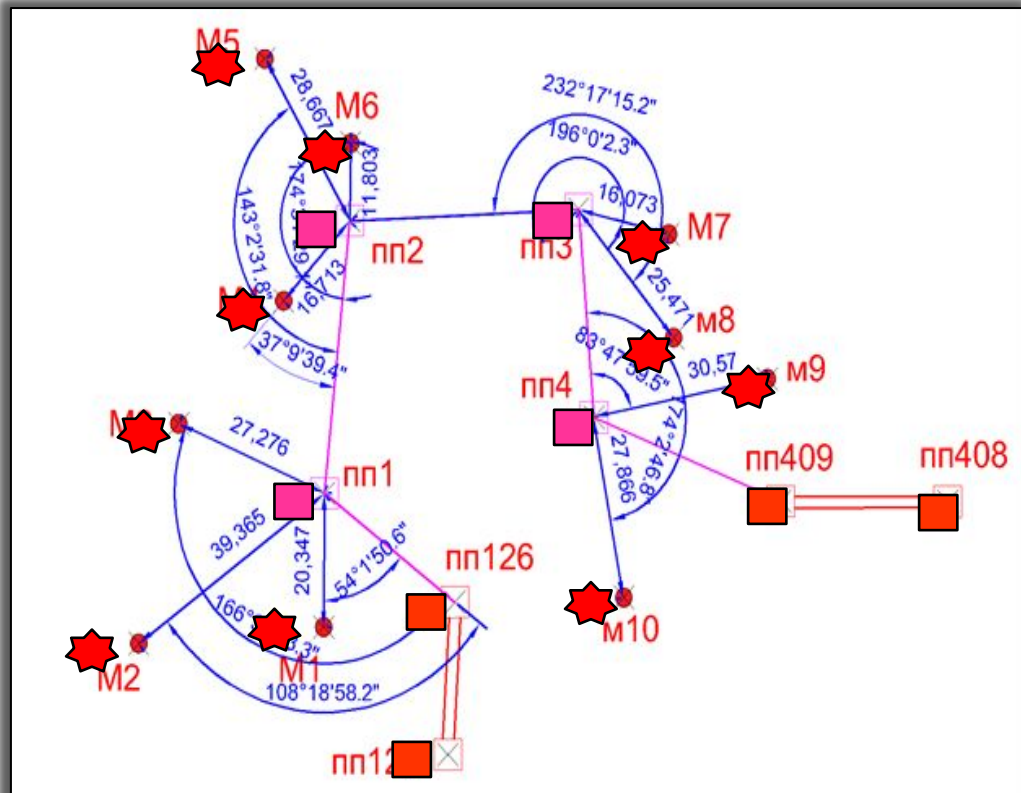 М5
28,667
М6
232°17'15.2"
196°0'2.3"
11,803
16,073
М7
143°2'31.8"
пп2
пп3
16,713
25,471
м8
37°9'39.4"
83°47'59.5"
30,57
м9
пп4
27,276
74°2'46.8"
27,866
пп1
пп409
пп408
39,365
20,347
54°1'50.6"
пп126
м10
М2
М1
108°18'58.2"